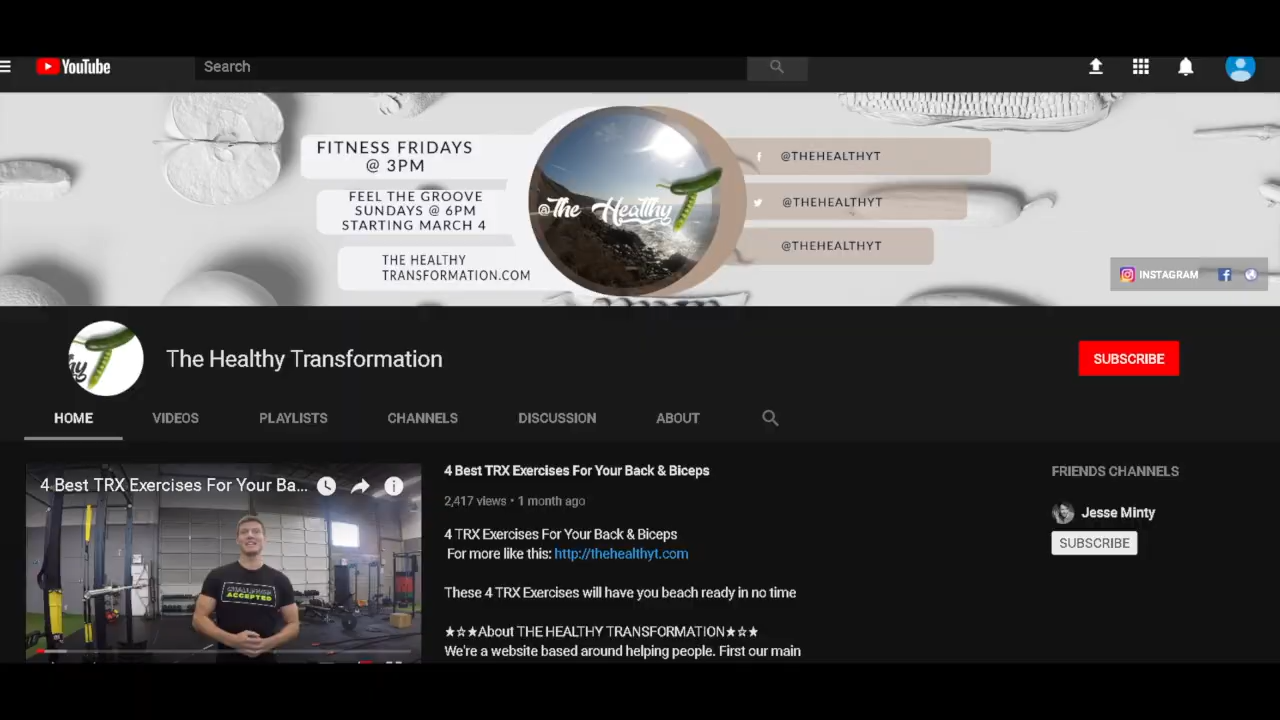 YouTube
Search
FITNESS FRIDAYS
@ 3PM
FEEL THE GROOVE
SUNDAYS @ 6PM
STARTING MARCH 4
THE HEALTHY
TRANSFORMATION.COM
@The Healthy
@THEHEALTHYT
@THEHEALTHYT
@THEHEALTHYT
INSTAGRAM
The Healthy Transformation
SUBSCRIBE
HOME VIDEOS PLAYLISTS CHANNELS DISCUSSION ABOUT
4 Best TRX Exercises For Your Ba...
CHALLENGE
ACCEPTED
4 Best TRX Exercises For Your Back & Biceps
2,417 views • 1 month ago
4 TRX Exercises For Your Back & Biceps
For more like this: http://thehealthyt.com
These 4 TRX Exercises will have you beach ready in no time
★☆★About THE HEALTHY TRANSFORMATION★☆★
We're a website based around helping people. First our main
FRIENDS CHANNELS
Jesse Minty
SUBSCRIBE